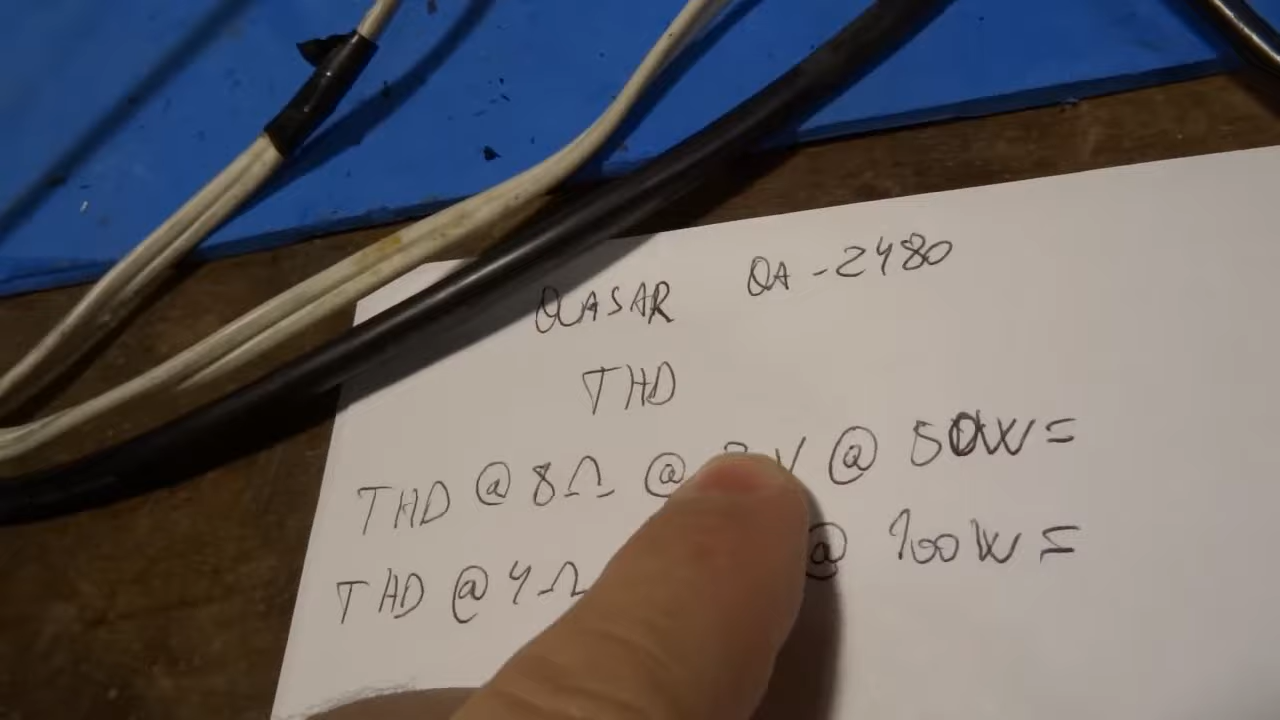 QUASAR QA-2480
THD
THD @ 8Ω @ V @ 50W=
THD @ 4Ω @ 100W=